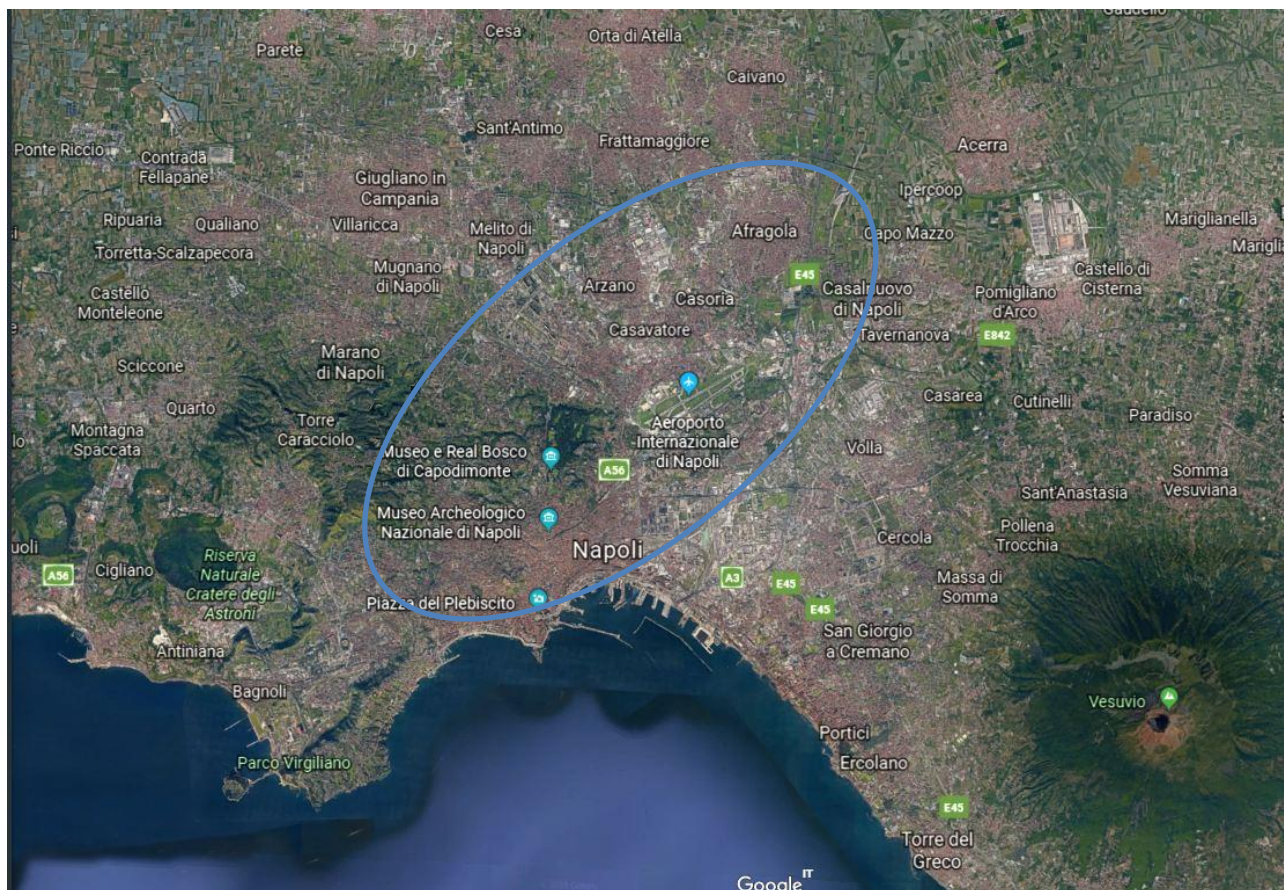 Cesa
Orta di Atella
Parete
Caivano
Sant'Antimo
Frattamaggiore
Acerra
Ponte Riccio
Contrada
Fellapane
Giugliano in
Campania
Ipercoop
Ripuaria
Qualiano
Villaricca
Melito di
Napoli
Afragola
Capo Mazzo
Mariglianella
Torretta-Scalzapecora
Mugnano
di Napoli
Arzano
Casoria
E45
Casalnuovo
di Napoli
Pomigliano
d'Arco
Castello di
Cisterna
Castello
Monteleone
Casavatore
Tavernanova
E842
Sciccone
Marano
di Napoli
Quarto
Torre
Caracciolo
Aeroporto
Internazionale
di Napoli
Casarea
Cutinelli
Paradiso
Montagna
Spaccata
Museo e Real Bosco
di Capodimonte
A56
Volla
Somma
Vesuviana
Sant'Anastasia
Museo Archeologico
Nazionale di Napoli
Pollena
Trocchia
Napoli
Cercola
uoli
A56
Cigliano
Riserva
Naturale
Cratere degli
Astroni
Piazza del Plebiscito
A3
E45
E45
Massa di
Somma
San Giorgio
a Cremano
Antiniana
Bagnoli
Vesuvio
Parco Virgiliano
Portici
Ercolano
E45
Torre del
Greco
Google
IT